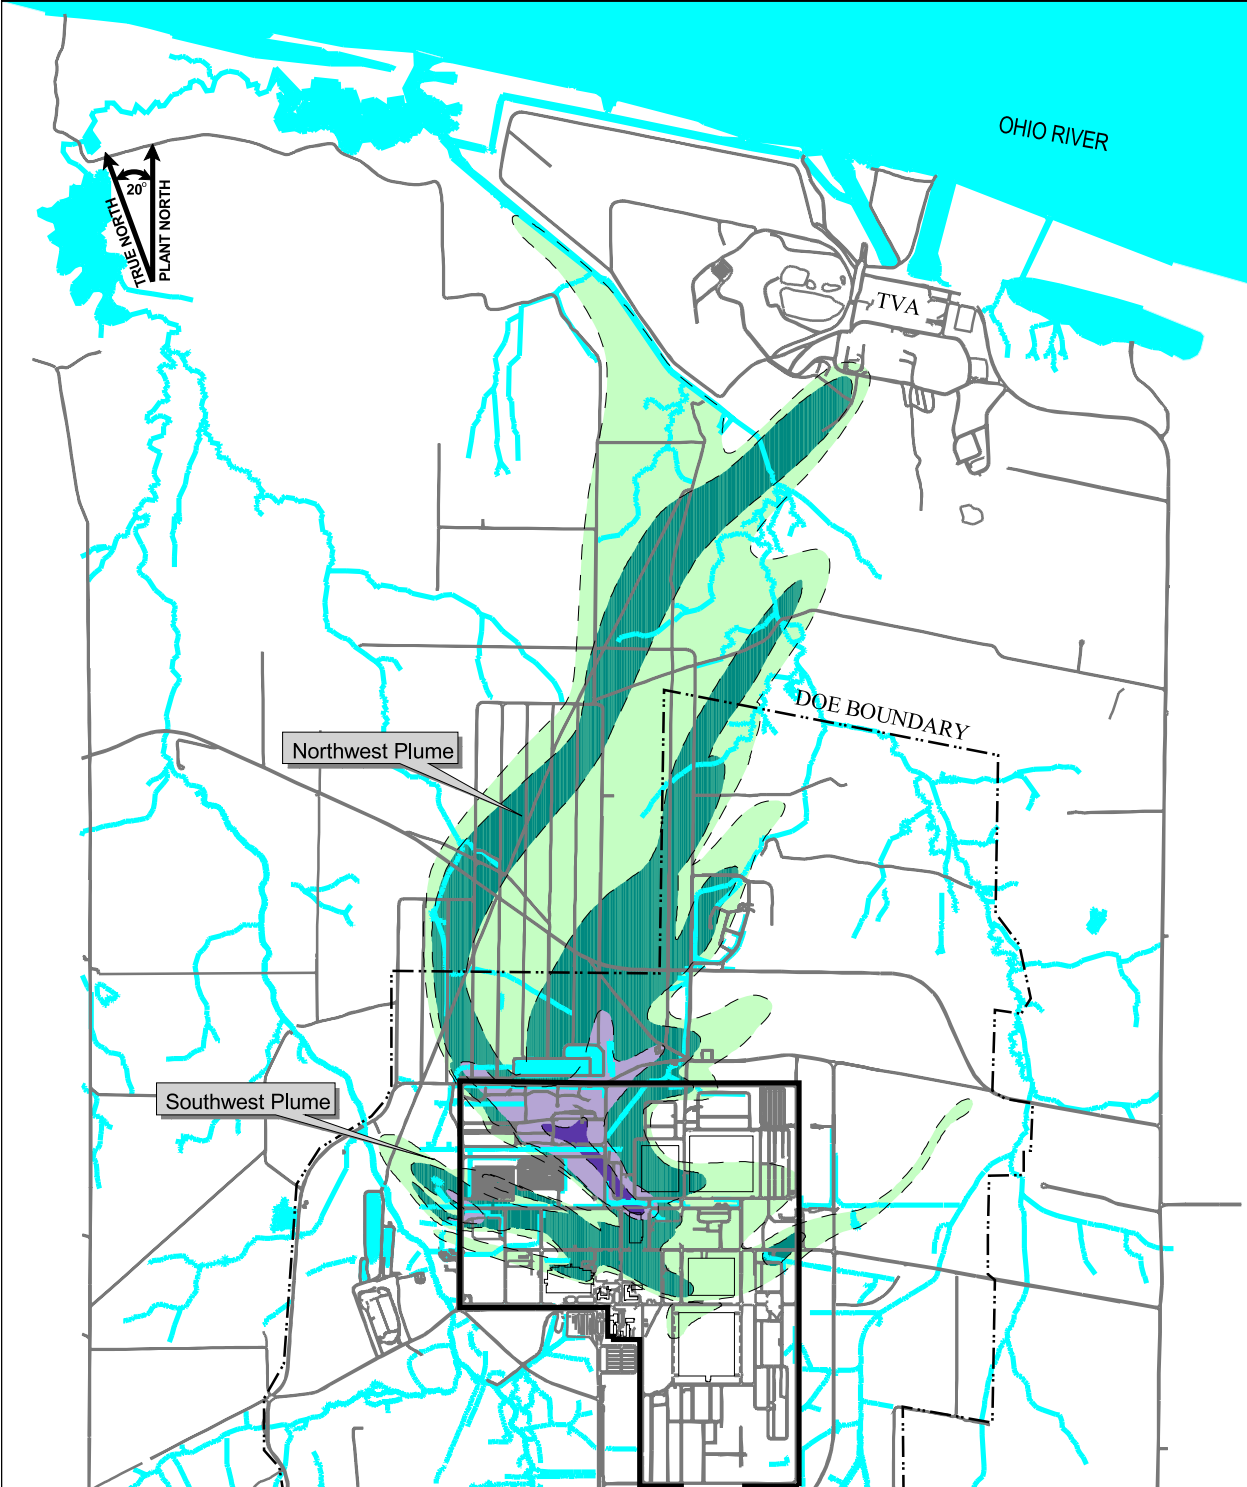 OHIO RIVER
20°
TRUE NORTH
PLANT NORTH
TVA
DOE BOUNDARY
Northwest Plume
Southwest Plume